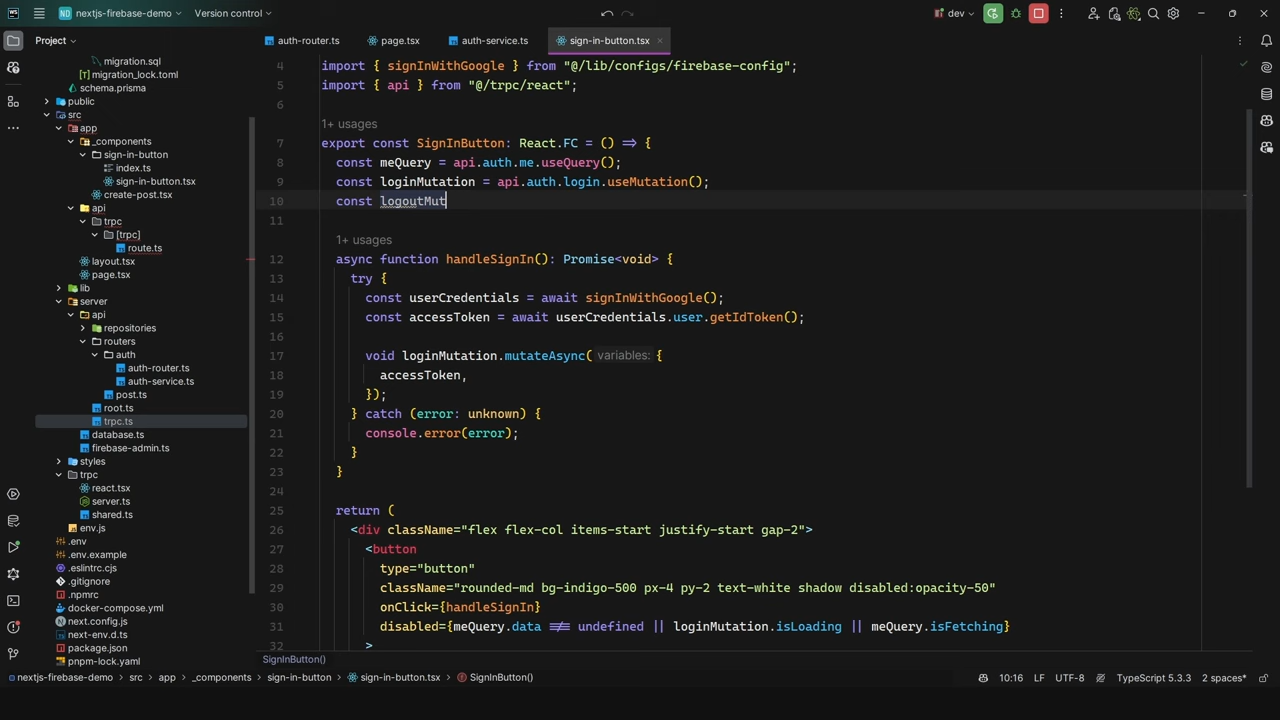 WS
ND nextjs-firebase-demo
Version control
dev
Project
auth-router.ts
page.tsx
auth-service.ts
sign-in-button.tsx
migration.sql
migration_lock.toml
schema.prisma
public
src
app
_components
sign-in-button
index.ts
sign-in-button.tsx
create-post.tsx
api
trpc
[trpc]
route.ts
layout.tsx
page.tsx
lib
server
api
repositories
routers
auth
auth-router.ts
auth-service.ts
post.ts
root.ts
trpc.ts
database.ts
firebase-admin.ts
styles
trpc
react.tsx
server.ts
shared.ts
env.js
.env
.env.example
.eslintrc.cjs
.gitignore
.npmrc
docker-compose.yml
next.config.js
next-env.d.ts
package.json
pnpm-lock.yaml
4 import { signInWithGoogle } from "@/lib/configs/firebase-config";
5 import { api } from "@/trpc/react";
6
1+ usages
7 export const SignInButton: React.FC = () => {
8 const meQuery = api.auth.me.useQuery();
9 const loginMutation = api.auth.login.useMutation();
10 const logoutMut
11
1+ usages
12 async function handleSignIn(): Promise<void> {
13 try {
14 const userCredentials = await signInWithGoogle();
15 const accessToken = await userCredentials.user.getIdToken();
16
17 void loginMutation.mutateAsync( variables: {
18 accessToken,
19 });
20 } catch (error: unknown) {
21 console.error(error);
22 }
23 }
24
25 return (
26 <div className="flex flex-col items-start justify-start gap-2">
27 <button
28 type="button"
29 className="rounded-md bg-indigo-500 px-4 py-2 text-white shadow disabled:opacity-50"
30 onClick={handleSignIn}
31 disabled={meQuery.data !== undefined || loginMutation.isLoading || meQuery.isFetching}
32 >
SignInButton()
nextjs-firebase-demo > src > app > _components > sign-in-button > sign-in-button.tsx > SignInButton()
10:16 LF UTF-8 TypeScript 5.3.3 2 spaces*